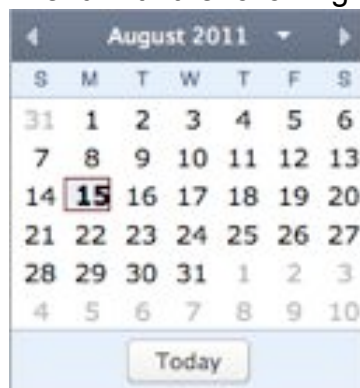 August 2011
S M T W T F S
31 1 2 3 4 5 6
7 8 9 10 11 12 13
14 15 16 17 18 19 20
21 22 23 24 25 26 27
28 29 30 31 1 2 3
4 5 6 7 8 9 10
Today